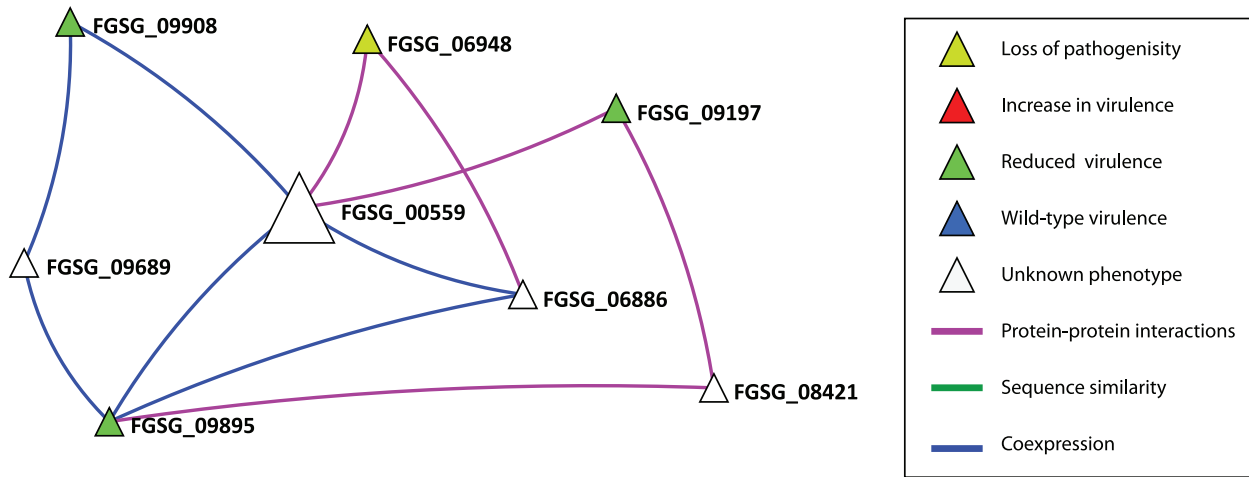 FGSG_09908
FGSG_06948
FGSG_09197
FGSG_00559
FGSG_09689
FGSG_06886
FGSG_08421
FGSG_09895
Loss of pathogenisity
Increase in virulence
Reduced virulence
Wild-type virulence
Unknown phenotype
Protein-protein interactions
Sequence similarity
Coexpression